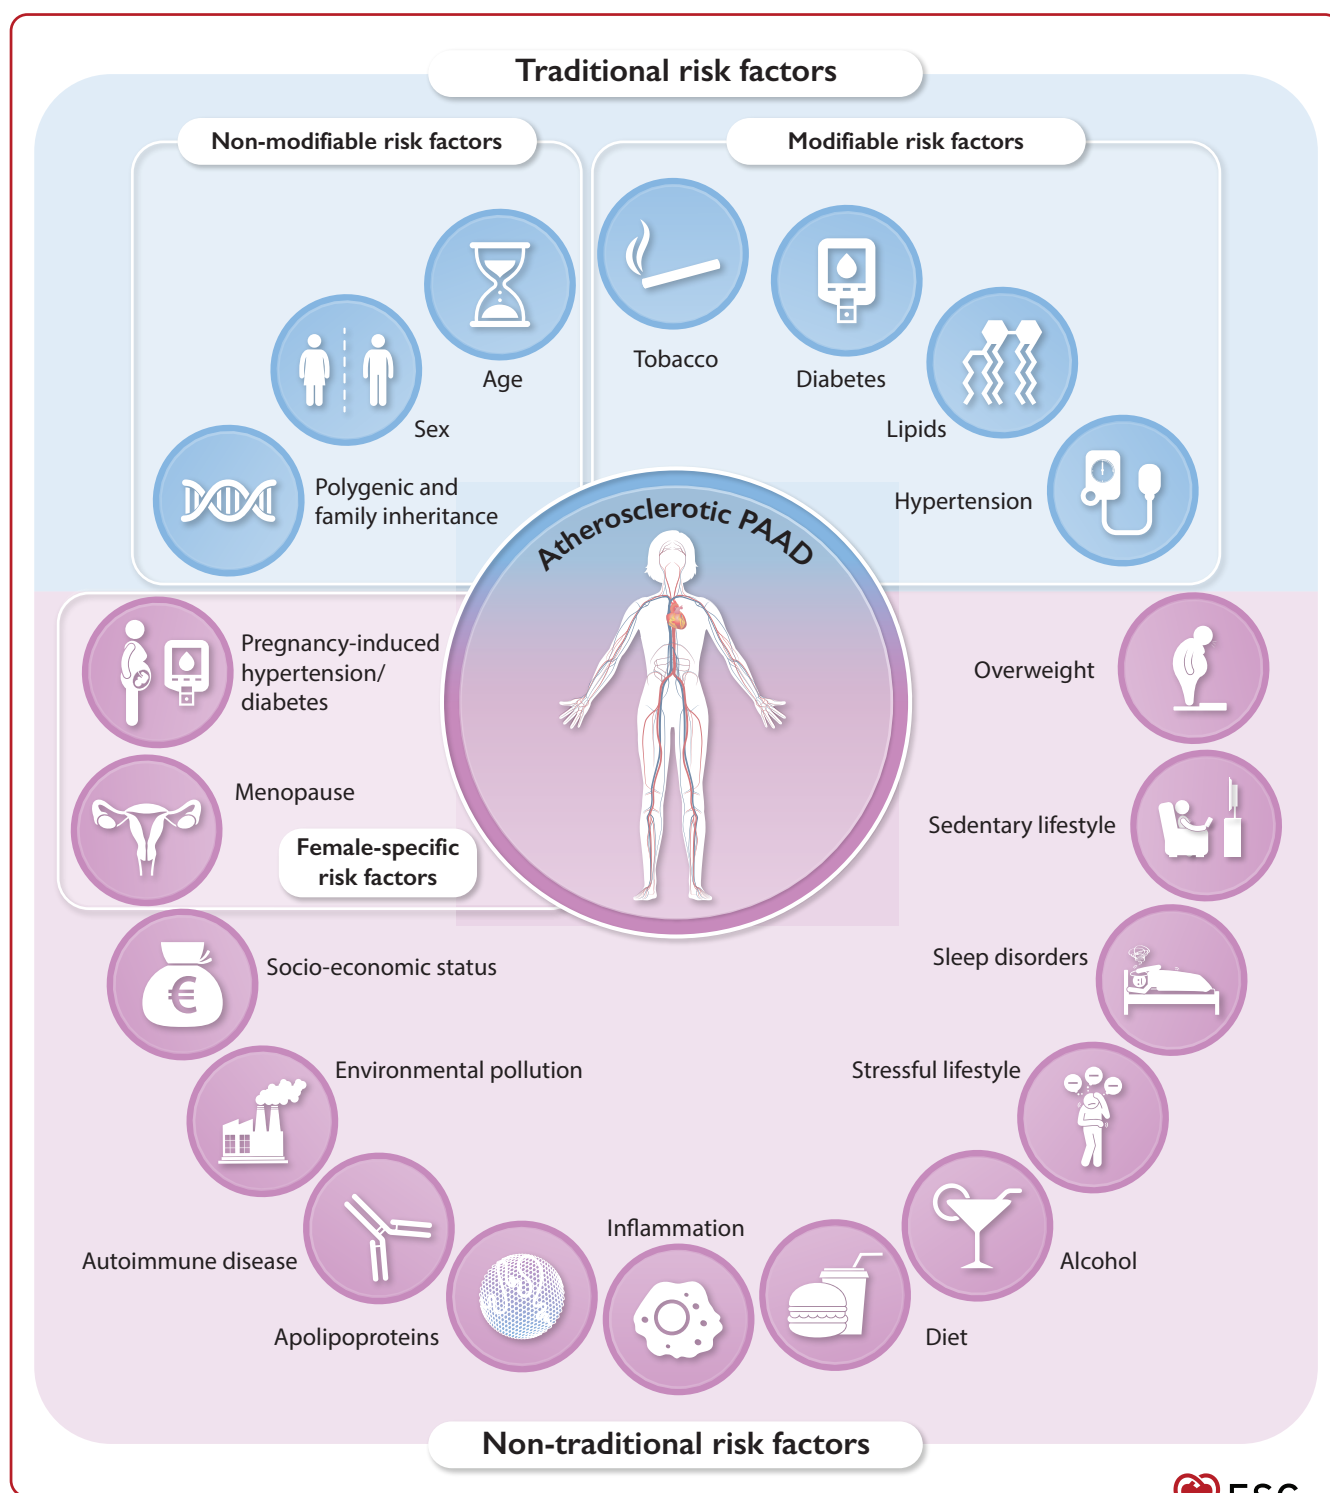 Traditional risk factors
Non-modifiable risk factors
Modifiable risk factors
Age
Sex
Polygenic and
family inheritance
Tobacco
Diabetes
Lipids
Hypertension
Atherosclerotic PAAD
Pregnancy-induced
hypertension/
diabetes
Menopause
Female-specific
risk factors
Overweight
Sedentary lifestyle
Sleep disorders
Stressful lifestyle
Alcohol
Diet
Inflammation
Apolipoproteins
Autoimmune disease
Environmental pollution
Socio-economic status
€
Non-traditional risk factors
ESC